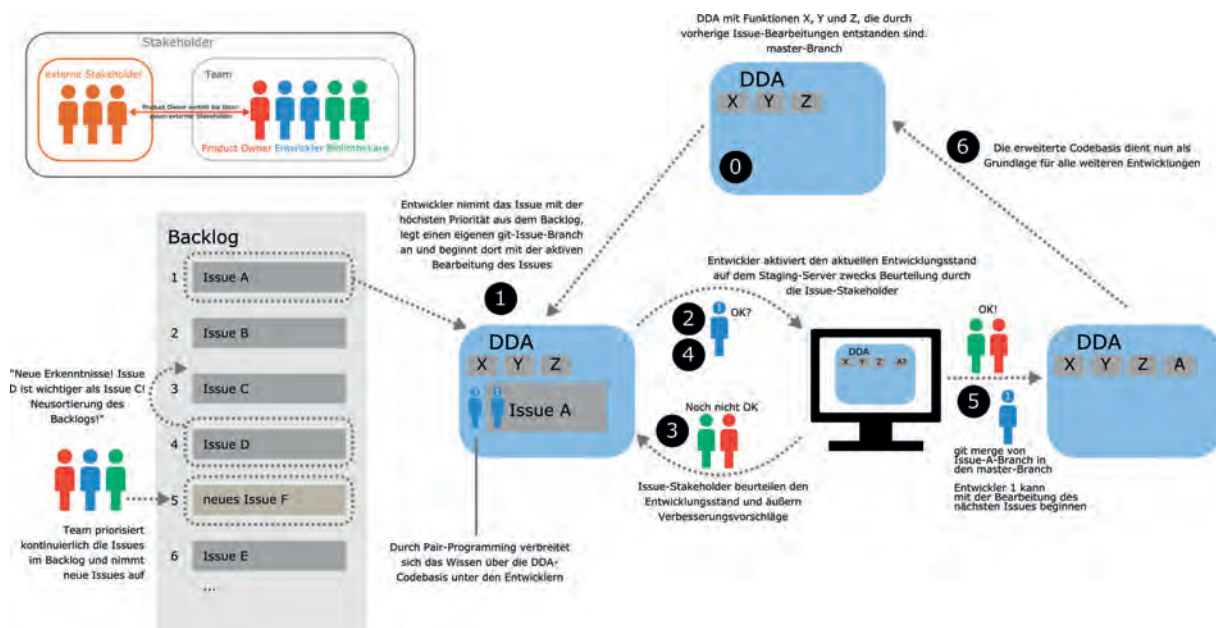 Stakeholder
externe Stakeholder
Team
Product Owner
Entwickler
Bibliothekare
DDA mit Funktionen X, Y und Z, die durch
vorherige Issue-Bearbeitungen entstanden sind.
master-Branch
DDA
X Y Z
0
6
Die erweiterte Codebasis dient nun als
Grundlage für alle weiteren Entwicklungen
Entwickler nimmt das Issue mit der
höchsten Priorität aus dem Backlog,
legt einen eigenen git-Issue-Branch
an und beginnt dort mit der aktiven
Bearbeitung des Issues
1
Backlog
1 Issue A
2 Issue B
3 Issue C
4 Issue D
5 neues Issue F
6 Issue E
....
"Neue Erkenntnisse! Issue
D ist wichtiger als Issue C!
Neusortierung des
Backlogs!"
Team priorisiert
kontinuierlich die Issues
im Backlog und nimmt
neue Issues auf
DDA
X Y Z
1 1
Issue A
Durch Pair-Programming verbreitet
sich das Wissen über die DDA-
Codebasis unter den Entwicklern
Entwickler aktiviert den aktuellen Entwicklungsstand
auf dem Staging-Server zwecks Beurteilung durch
die Issue-Stakeholder
2
4
1
OK?
DDA
X Y Z A?
3
Noch nicht OK
Issue-Stakeholder beurteilen den
Entwicklungsstand und äußern
Verbesserungsvorschläge
OK!
5
1
git merge von
Issue-A-Branch in
den master-Branch
Entwickler 1 kann
mit der Bearbeitung des
nächsten Issues beginnen
DDA
X Y Z A